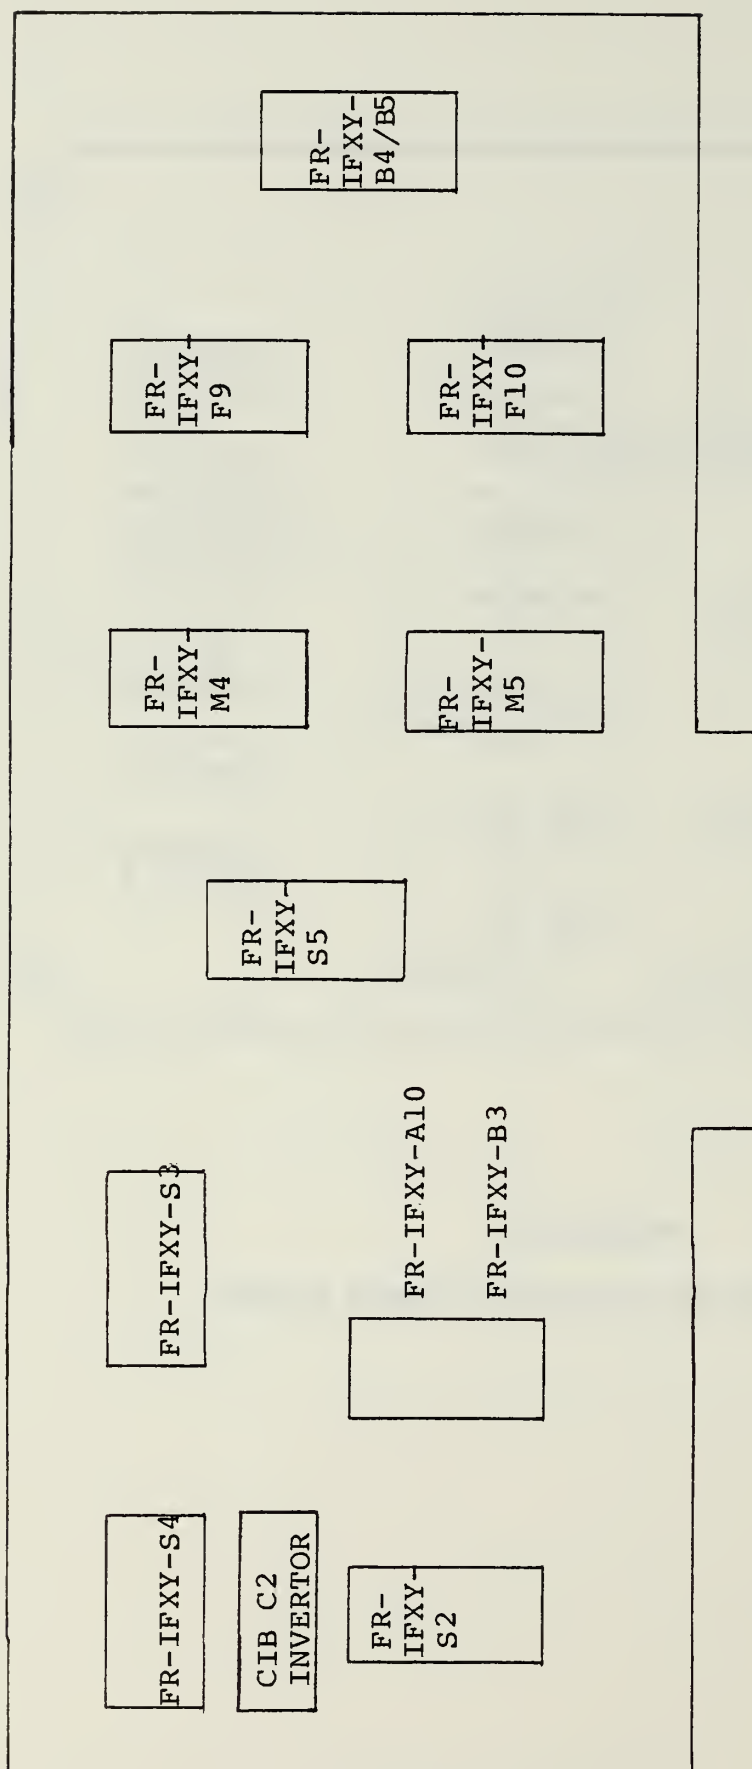 FR-IFXY-S4
FR-IFXY-S3
FR-
IFXY-
M4
FR-
IFXY-
F9
CIB C2
INVERTOR
FR-
IFXY-
S5
FR-
IFXY-
B4/B5
FR-
IFXY-
S2
FR-IFXY-A10
FR-IFXY-B3
FR-
IFXY-
M5
FR-
IFXY-
F10